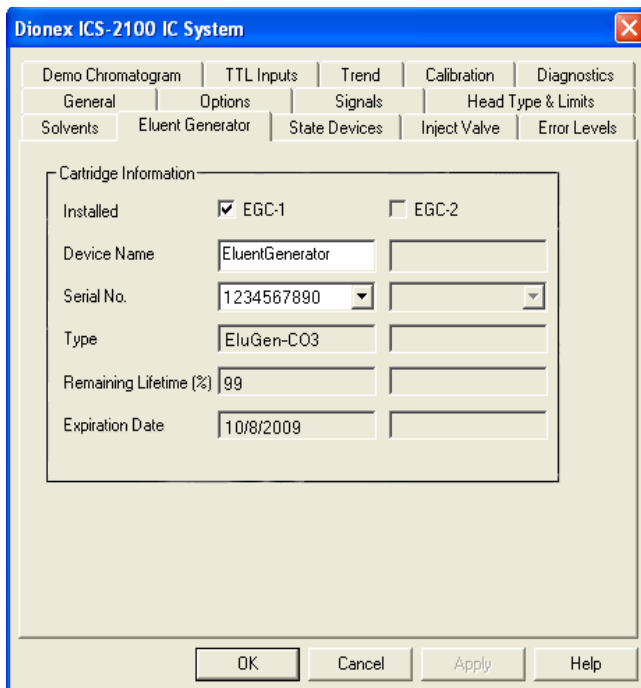 Dionex ICS-2100 IC System
Demo Chromatogram TTL Inputs Trend Calibration Diagnostics
General Options Signals Head Type & Limits
Solvents Eluent Generator State Devices Inject Valve Error Levels
Cartridge Information
Installed EGC-1 EGC-2
Device Name EluentGenerator
Serial No. 1234567890
Type EluGen-CO3
Remaining Lifetime (%) 99
Expiration Date 10/8/2009
OK Cancel Apply Help